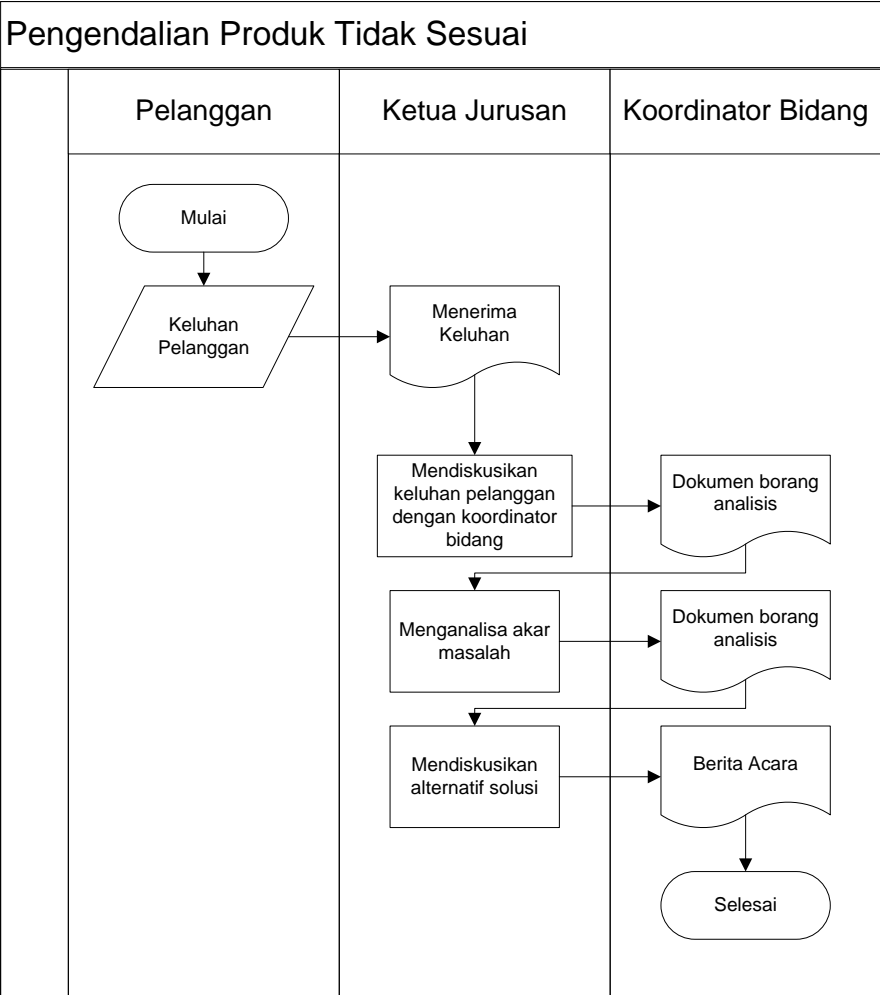 Pengendalian Produk Tidak Sesuai
Pelanggan
Ketua Jurusan
Koordinator Bidang
Mulai
Keluhan
Pelanggan
Menerima
Keluhan
Mendiskusikan
keluhan pelanggan
dengan koordinator
bidang
Dokumen borang
analisis
Menganalisa akar
masalah
Dokumen borang
analisis
Mendiskusikan
alternatif solusi
Berita Acara
Selesai